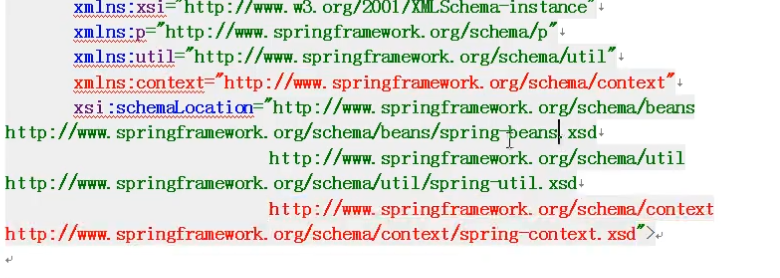 xmlns:xsi="http://www.w3.org/2001/XMLSchema-instance"
xmlns:p="http://www.springframework.org/schema/p"
xmlns:util="http://www.springframework.org/schema/util"
xmlns:context="http://www.springframework.org/schema/context"
xsi:schemaLocation="http://www.springframework.org/schema/beans
http://www.springframework.org/schema/beans/spring-beans.xsd
http://www.springframework.org/schema/util
http://www.springframework.org/schema/util/spring-util.xsd
http://www.springframework.org/schema/context
http://www.springframework.org/schema/context/spring-context.xsd">